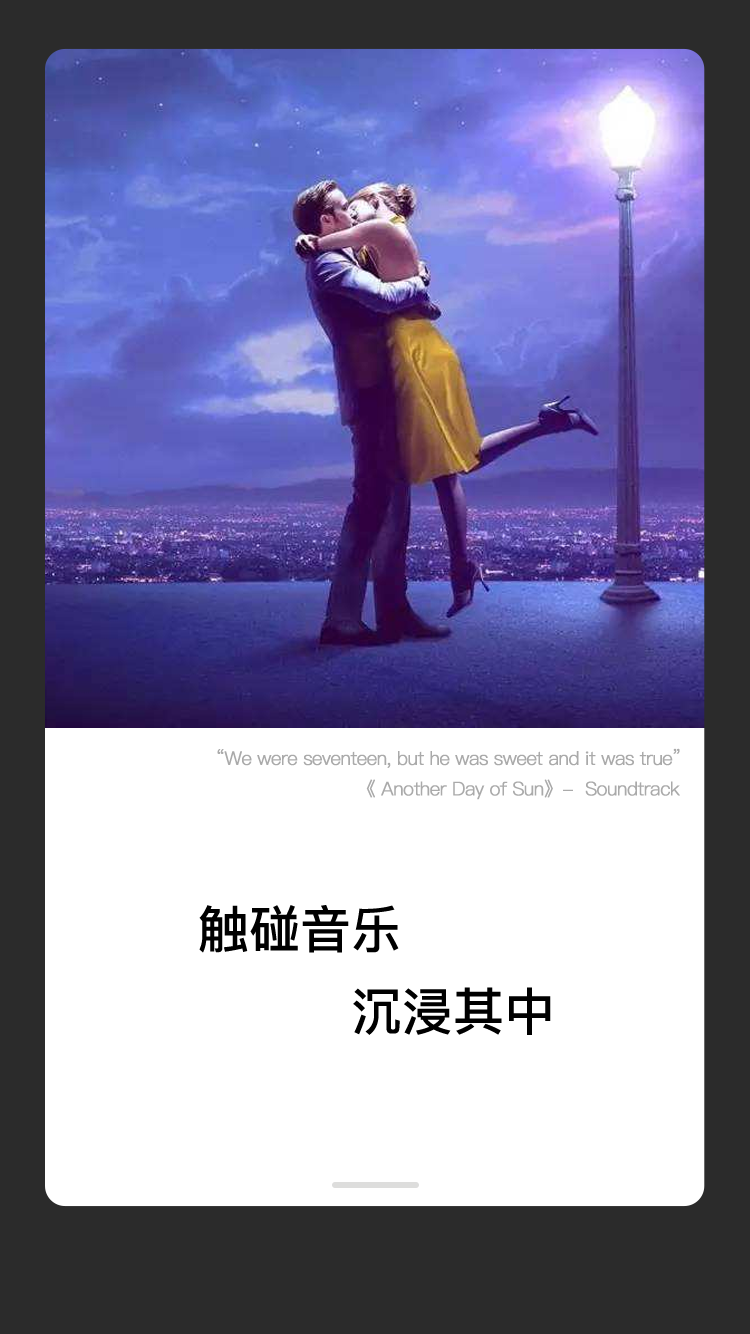 “We were seventeen, but he was sweet and it was true”
《 Another Day of Sun》– Soundtrack
触碰音乐
沉浸其中